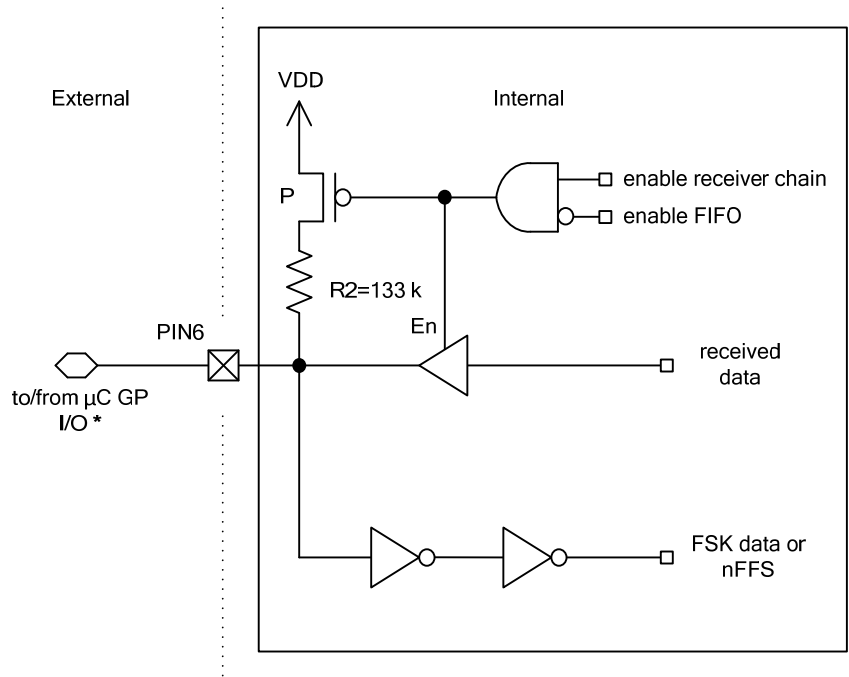 External
Internal
VDD
P
enable receiver chain
enable FIFO
R2=133 k
En
PIN6
received
data
to/from µC GP
I/O *
FSK data or
nFFS